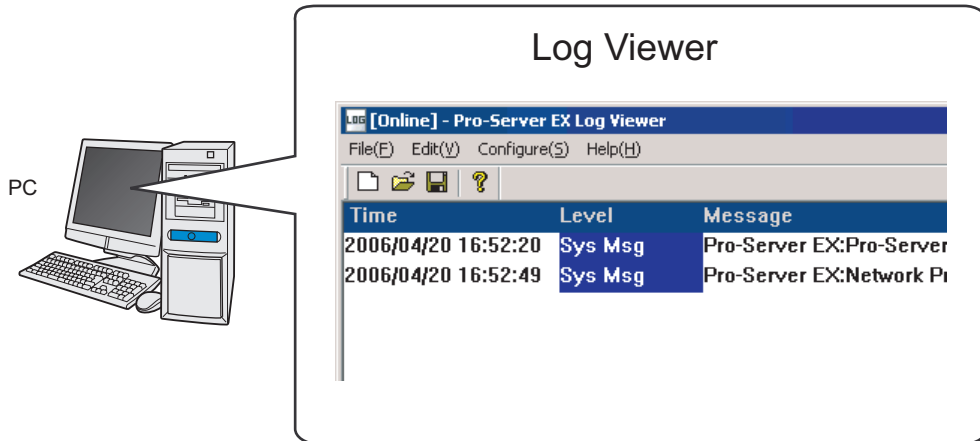 Log Viewer
LOG [Online] - Pro-Server EX Log Viewer
File(F) Edit(V) Configure(S) Help(H)
PC
Time Level Message
2006/04/20 16:52:20 Sys Msg Pro-Server EX:Pro-Server
2006/04/20 16:52:49 Sys Msg Pro-Server EX:Network